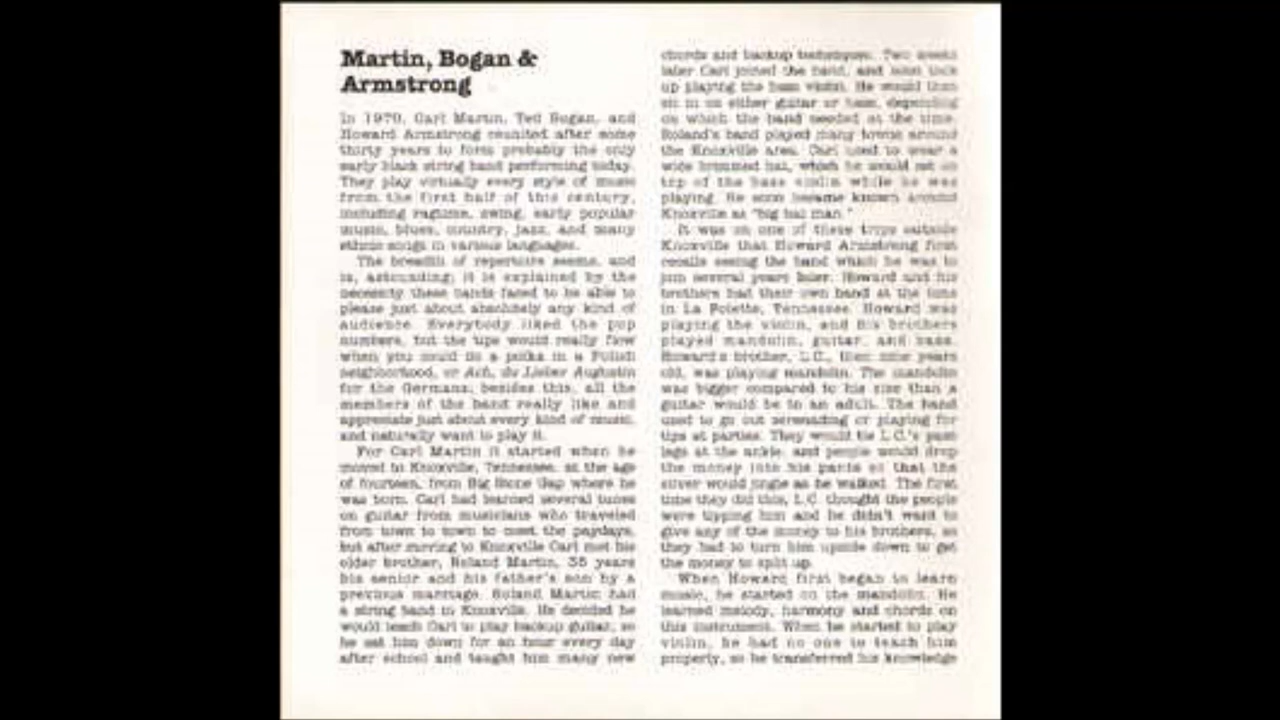 Martin, Bogan &
Armstrong
In 1970, Carl Martin, Ted Bogan, and
Howard Armstrong reunited after some
thirty years to form probably the only
early black string band performing today.
They play virtually every style of music
from the first half of this century,
including ragtime, swing, early popular
music, blues, country, jazz, and many
ethnic songs in various languages.
The breadth of repertoire seems, and
is, astounding; it is explained by the
necessity these bands faced to be able to
please just about absolutely any kind of
audience. Everybody liked the pop
numbers, but the tips would really flow
when you could do a polka in a Polish
neighborhood, or Ach, du Lieber Augustin
for the Germans; besides this, all the
members of the band really like and
appreciate just about every kind of music,
and naturally want to play it.
For Carl Martin it started when he
moved to Knoxville, Tennessee, at the age
of fourteen, from Big Stone Gap where he
was born. Carl had learned several tunes
on guitar from musicians who traveled
from town to town to meet the paydays,
but after moving to Knoxville Carl met his
older brother, Roland Martin, 35 years
his senior and his father's son by a
previous marriage. Roland Martin had
a string band in Knoxville. He decided he
would teach Carl to play backup guitar, so
he sat him down for an hour every day
after school and taught him many new
chords and backup techniques. Two weeks
later Carl joined the band, and soon took
up playing the bass violin. He would then
sit in on either guitar or bass, depending
on which the band needed at the time.
Roland's band played many towns around
the Knoxville area. Carl used to wear a
wide brimmed hat, which he would set on
top of the bass violin while he was
playing. He soon became known around
Knoxville as "big hat man."
It was on one of these trips outside
Knoxville that Howard Armstrong first
recalls seeing the band which he was to
join several years later. Howard and his
brothers had their own band at the time
in La Follette, Tennessee. Howard was
playing the violin, and his brothers
played mandolin, guitar, and bass.
Howard's brother, L.C., then nine years
old, was playing mandolin. The mandolin
was bigger compared to his size than a
guitar would be to an adult. The band
used to go out serenading or playing for
tips at parties. They would tie L.C.'s pant
legs at the ankle, and people would drop
the money into his pants so that the
silver would jingle as he walked. The first
time they did this, L.C. thought the people
were tipping him and he didn't want to
give any of the money to his brothers, so
they had to turn him upside down to get
the money to split up.
When Howard first began to learn
music, he started on the mandolin. He
learned melody, harmony and chords on
this instrument. When he started to play
violin, he had no one to teach him
properly, so he transferred his knowledge